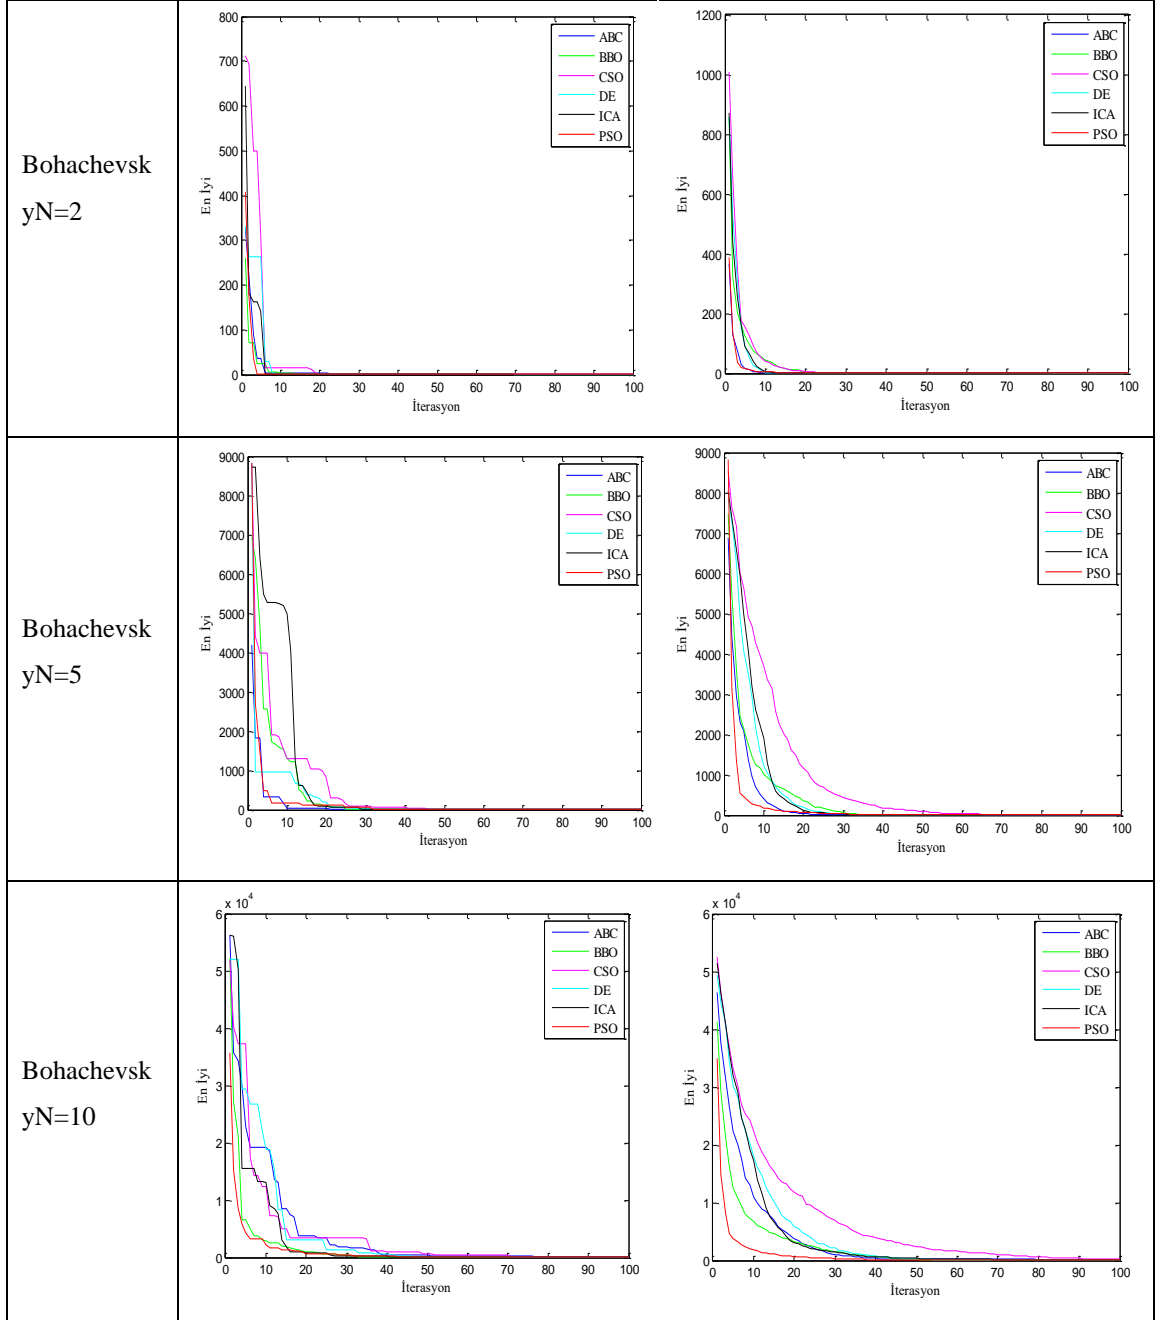 Bohachevsk
yN=2
800
700
600
500
400
300
200
100
0
En İyi
0 10 20 30 40 50 60 70 80 90 100
İterasyon
ABC
BBO
CSO
DE
ICA
PSO
1200
1000
800
600
400
200
0
En İyi
0 10 20 30 40 50 60 70 80 90 100
İterasyon
ABC
BBO
CSO
DE
ICA
PSO
Bohachevsk
yN=5
9000
8000
7000
6000
5000
4000
3000
2000
1000
0
En İyi
0 10 20 30 40 50 60 70 80 90 100
İterasyon
ABC
BBO
CSO
DE
ICA
PSO
9000
8000
7000
6000
5000
4000
3000
2000
1000
0
En İyi
0 10 20 30 40 50 60 70 80 90 100
İterasyon
ABC
BBO
CSO
DE
ICA
PSO
Bohachevsk
yN=10
x 10^4
6
5
4
3
2
1
0
En İyi
0 10 20 30 40 50 60 70 80 90 100
İterasyon
ABC
BBO
CSO
DE
ICA
PSO
x 10^4
6
5
4
3
2
1
0
En İyi
0 10 20 30 40 50 60 70 80 90 100
İterasyon
ABC
BBO
CSO
DE
ICA
PSO